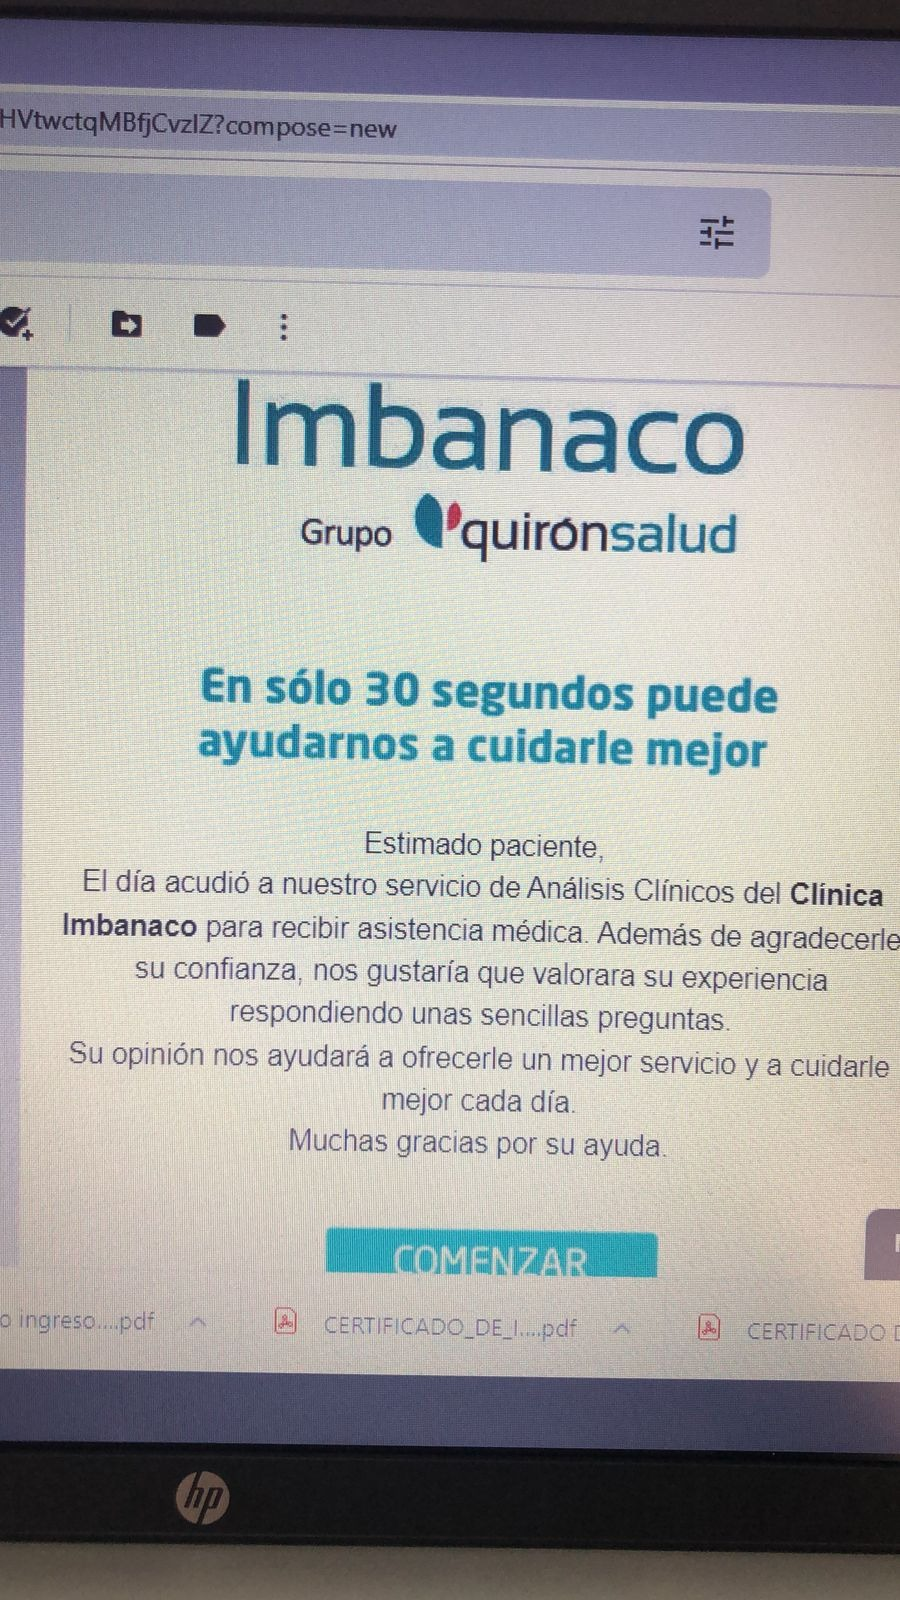 HVtwctqMBfjCvzIZ?compose=new
Imbanaco
Grupo quirónsalud
En sólo 30 segundos puede
ayudarnos a cuidarle mejor
Estimado paciente,
El día acudió a nuestro servicio de Análisis Clínicos del Clínica
Imbanaco para recibir asistencia médica. Además de agradecerle
su confianza, nos gustaría que valorara su experiencia
respondiendo unas sencillas preguntas.
Su opinión nos ayudará a ofrecerle un mejor servicio y a cuidarle
mejor cada día.
Muchas gracias por su ayuda.
COMENZAR
o ingreso....pdf CERTIFICADO_DE_I....pdf CERTIFICADO
hp